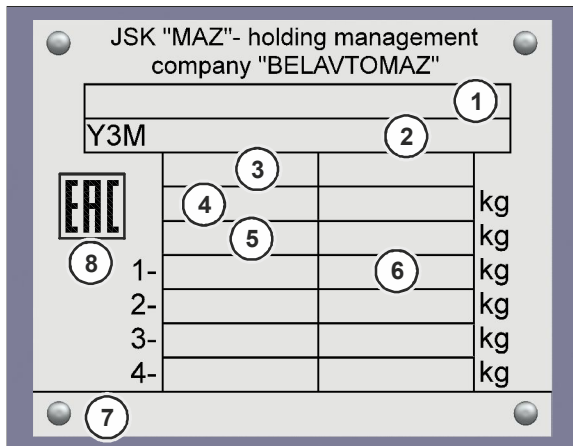 JSK "MAZ"- holding management
company "BELAVTOMAZ"
1
Y3M 2
3
4 kg
5 kg
EAC
8
1- 6 kg
2- kg
3- kg
4- kg
7